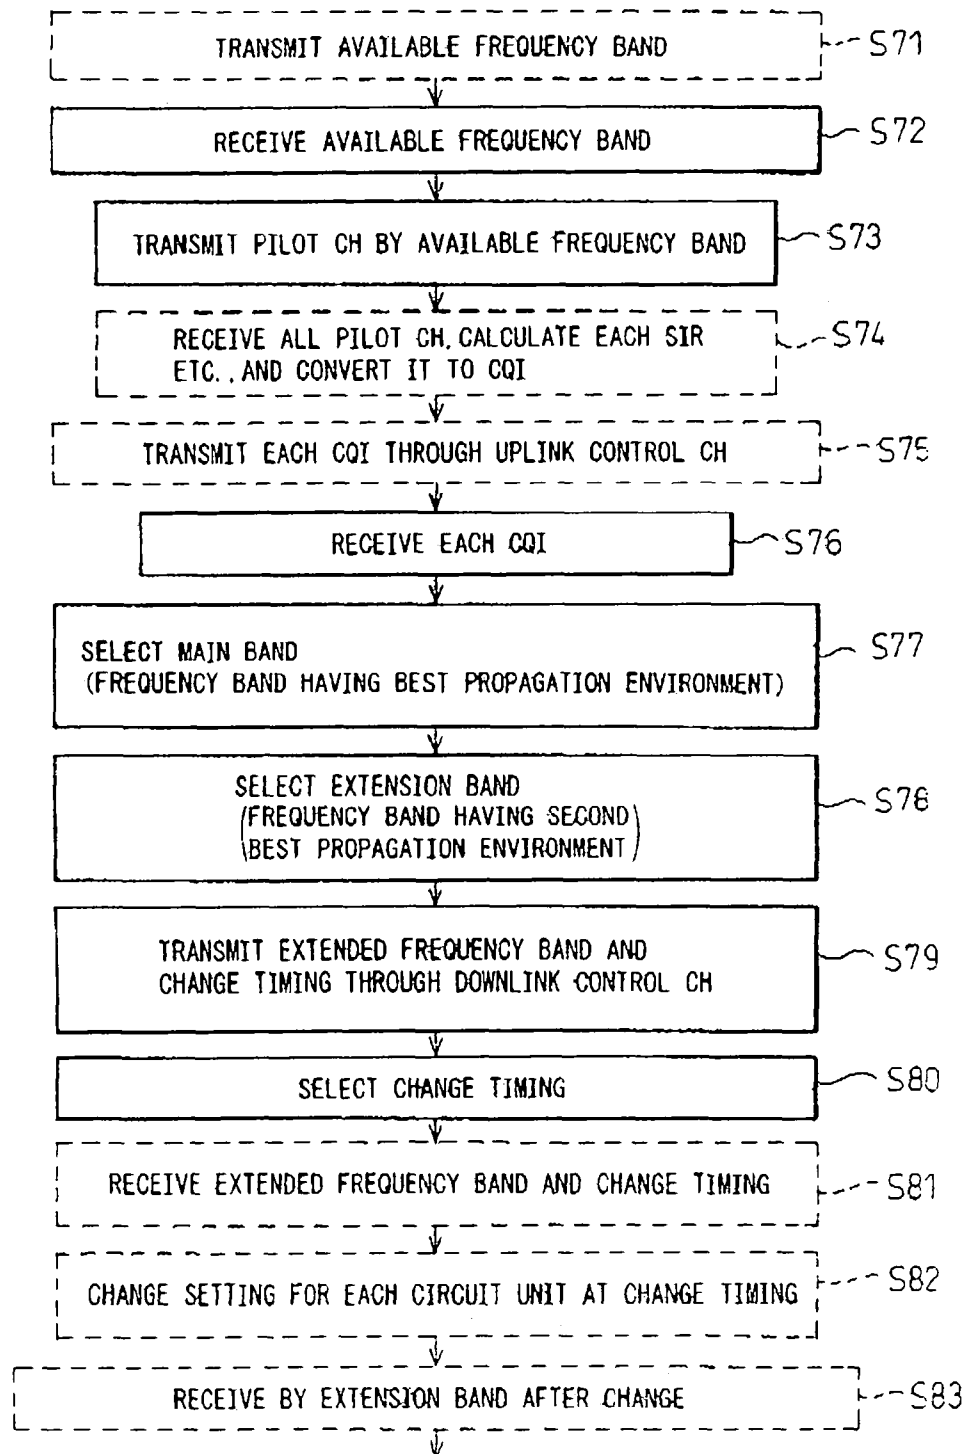 TRANSMIT AVAILABLE FREQUENCY BAND
S71
RECEIVE AVAILABLE FREQUENCY BAND
S72
TRANSMIT PILOT CH BY AVAILABLE FREQUENCY BAND
S73
RECEIVE ALL PILOT CH, CALCULATE EACH SIR
ETC., AND CONVERT IT TO CQI
S74
TRANSMIT EACH CQI THROUGH UPLINK CONTROL CH
S75
RECEIVE EACH CQI
S76
SELECT MAIN BAND
(FREQUENCY BAND HAVING BEST PROPAGATION ENVIRONMENT)
S77
SELECT EXTENSION BAND
(FREQUENCY BAND HAVING SECOND
BEST PROPAGATION ENVIRONMENT)
S78
TRANSMIT EXTENDED FREQUENCY BAND AND
CHANGE TIMING THROUGH DOWNLINK CONTROL CH
S79
SELECT CHANGE TIMING
S80
RECEIVE EXTENDED FREQUENCY BAND AND CHANGE TIMING
S81
CHANGE SETTING FOR EACH CIRCUIT UNIT AT CHANGE TIMING
S82
RECEIVE BY EXTENSION BAND AFTER CHANGE
S83